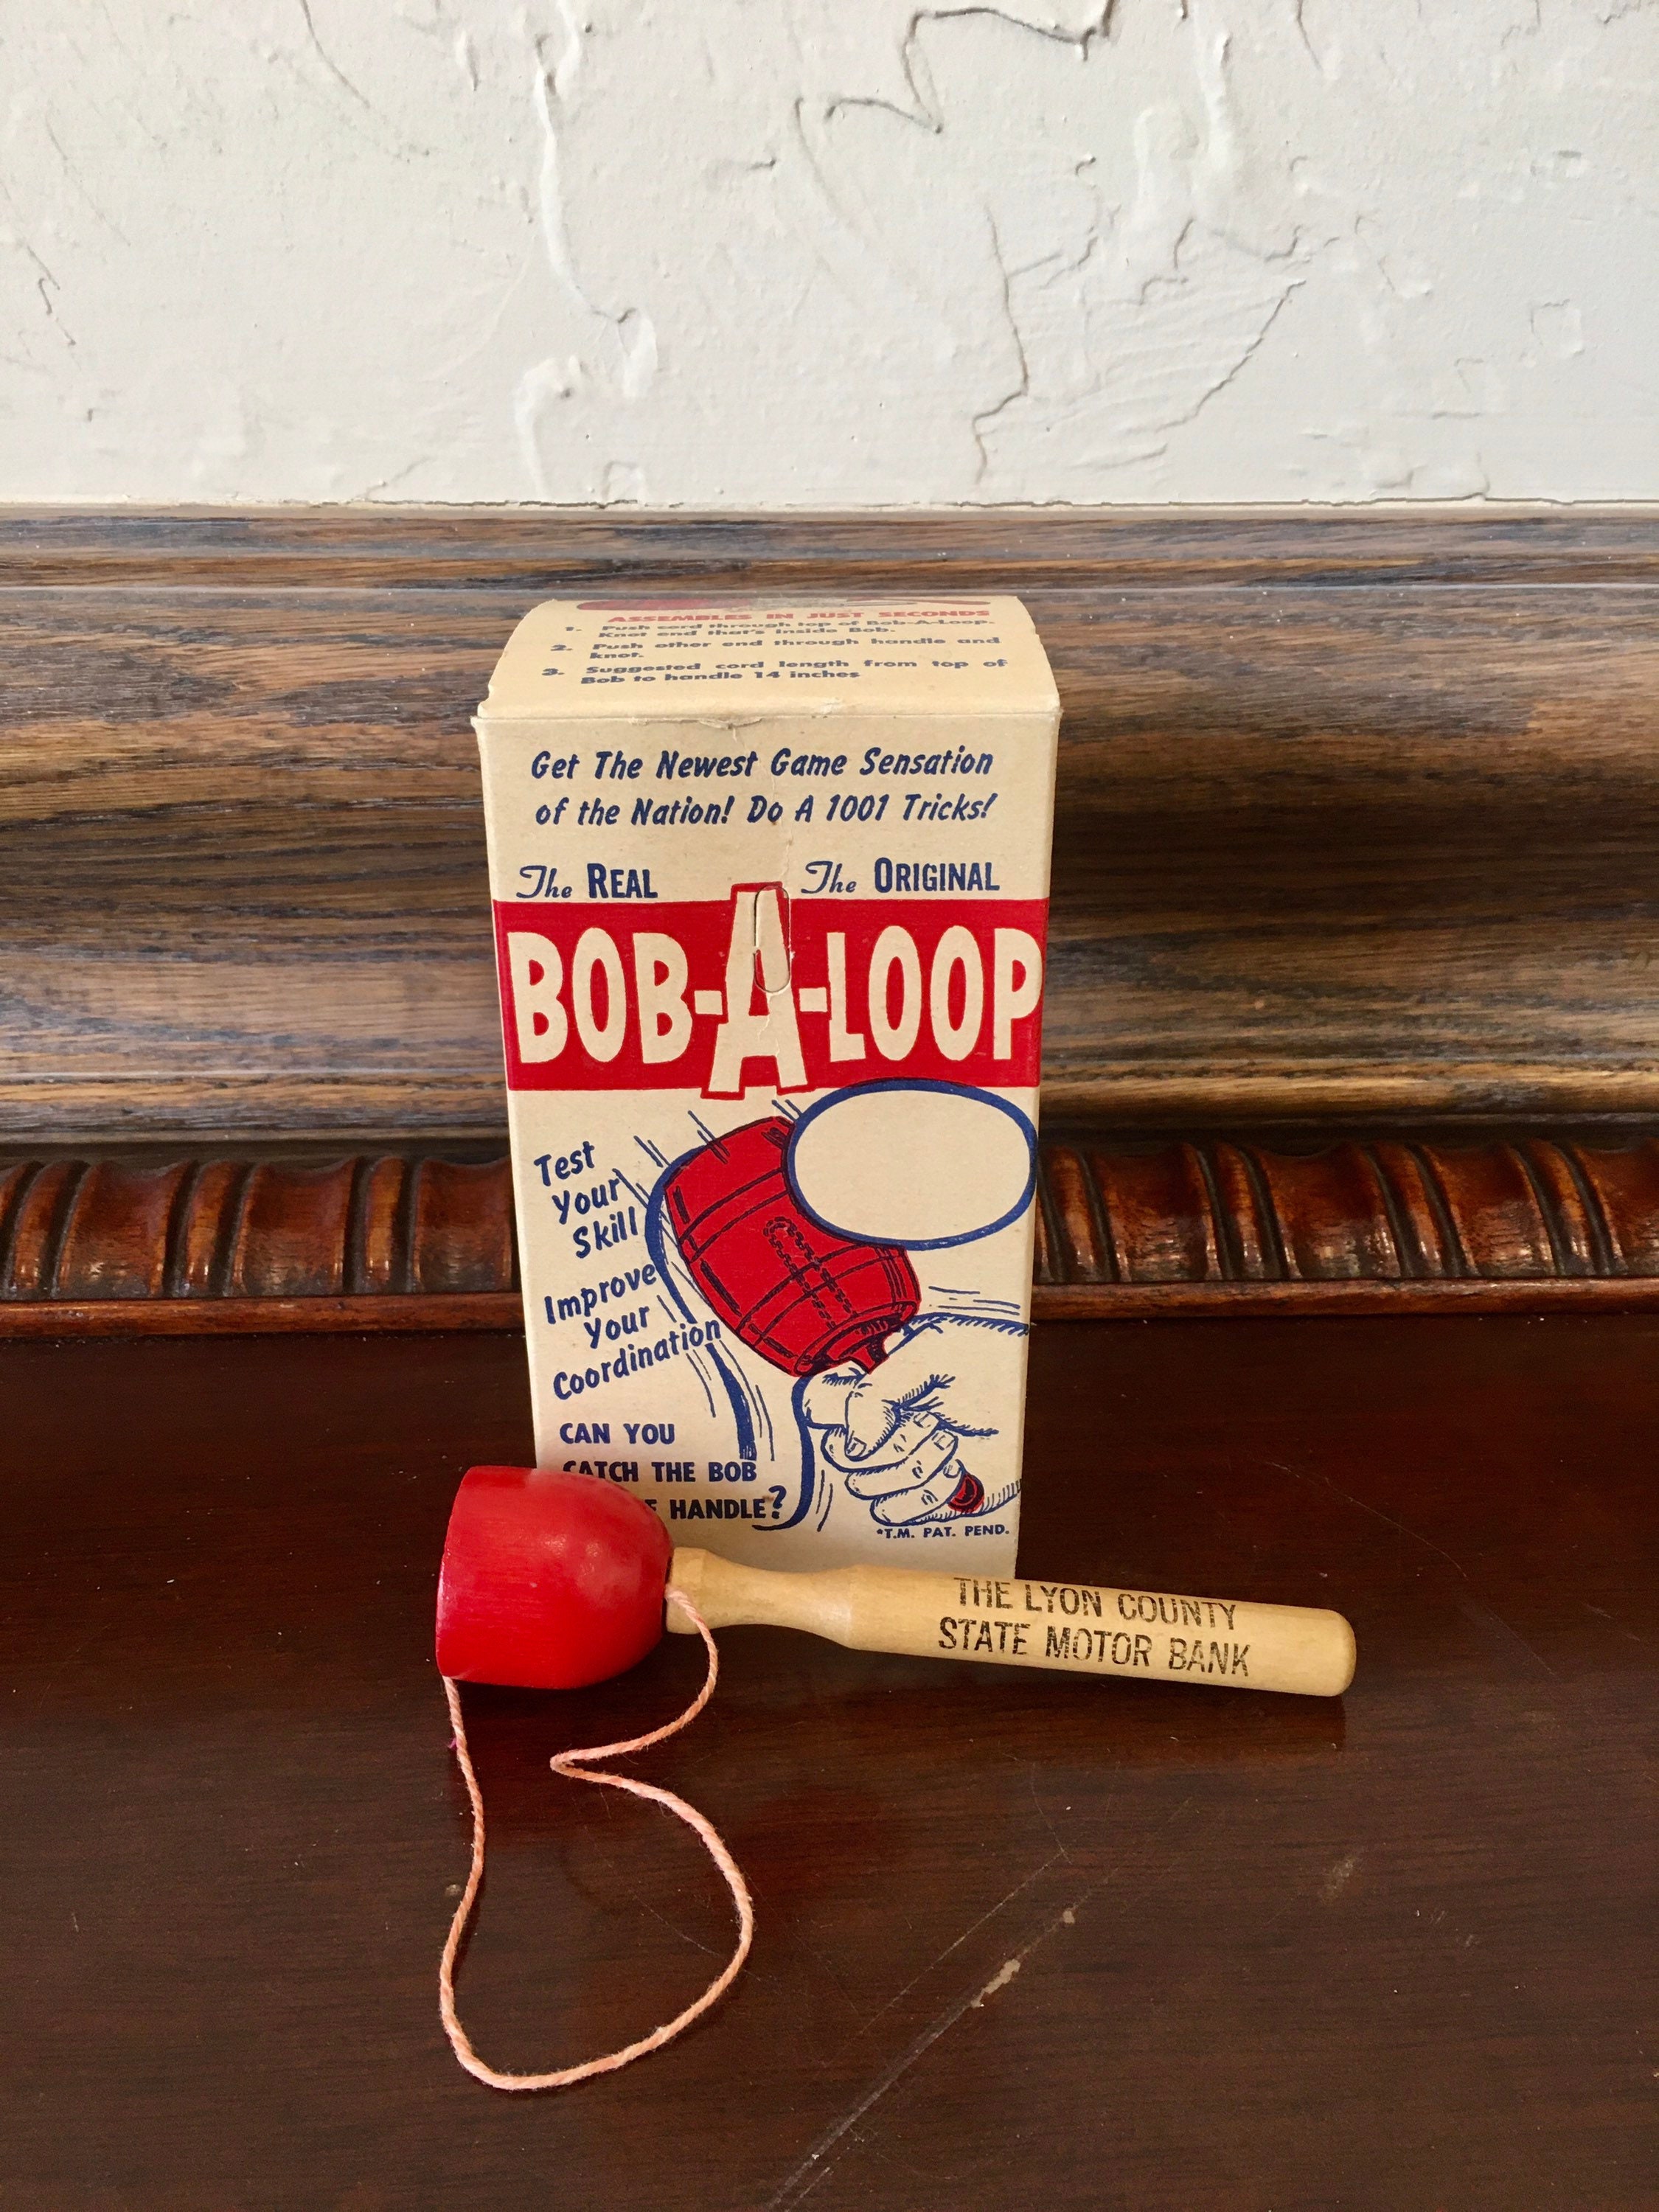 ASSEMBLES IN JUST SECONDS
1. Push cord through top of Bob-A-Loop.
Knot end that's inside Bob.
2. Push other end through handle and
knot.
3. Suggested cord length from top of
Bob to handle 14 inches
Get The Newest Game Sensation
of the Nation! Do A 1001 Tricks!
The REAL The ORIGINAL
BOB-A-LOOP
Test
Your
Skill
Improve
Your
Coordination
CAN YOU
CATCH THE BOB
HANDLE?
*T.M. PAT. PEND.
THE LYON COUNTY
STATE MOTOR BANK